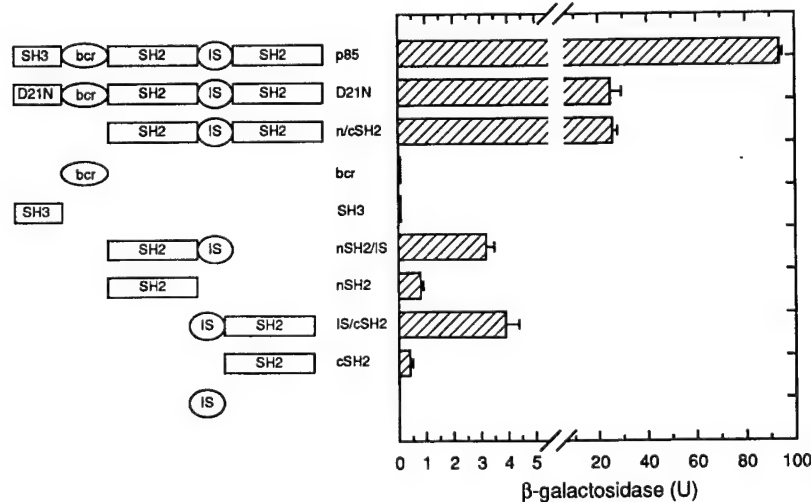 SH3 bcr SH2 IS SH2 p85
D21N bcr SH2 IS SH2 D21N
SH2 IS SH2 n/cSH2
bcr bcr
SH3 SH3
SH2 IS nSH2/IS
SH2 nSH2
IS SH2 IS/cSH2
SH2 cSH2
IS
0 1 2 3 4 5 20 40 60 80 100
β-galactosidase (U)